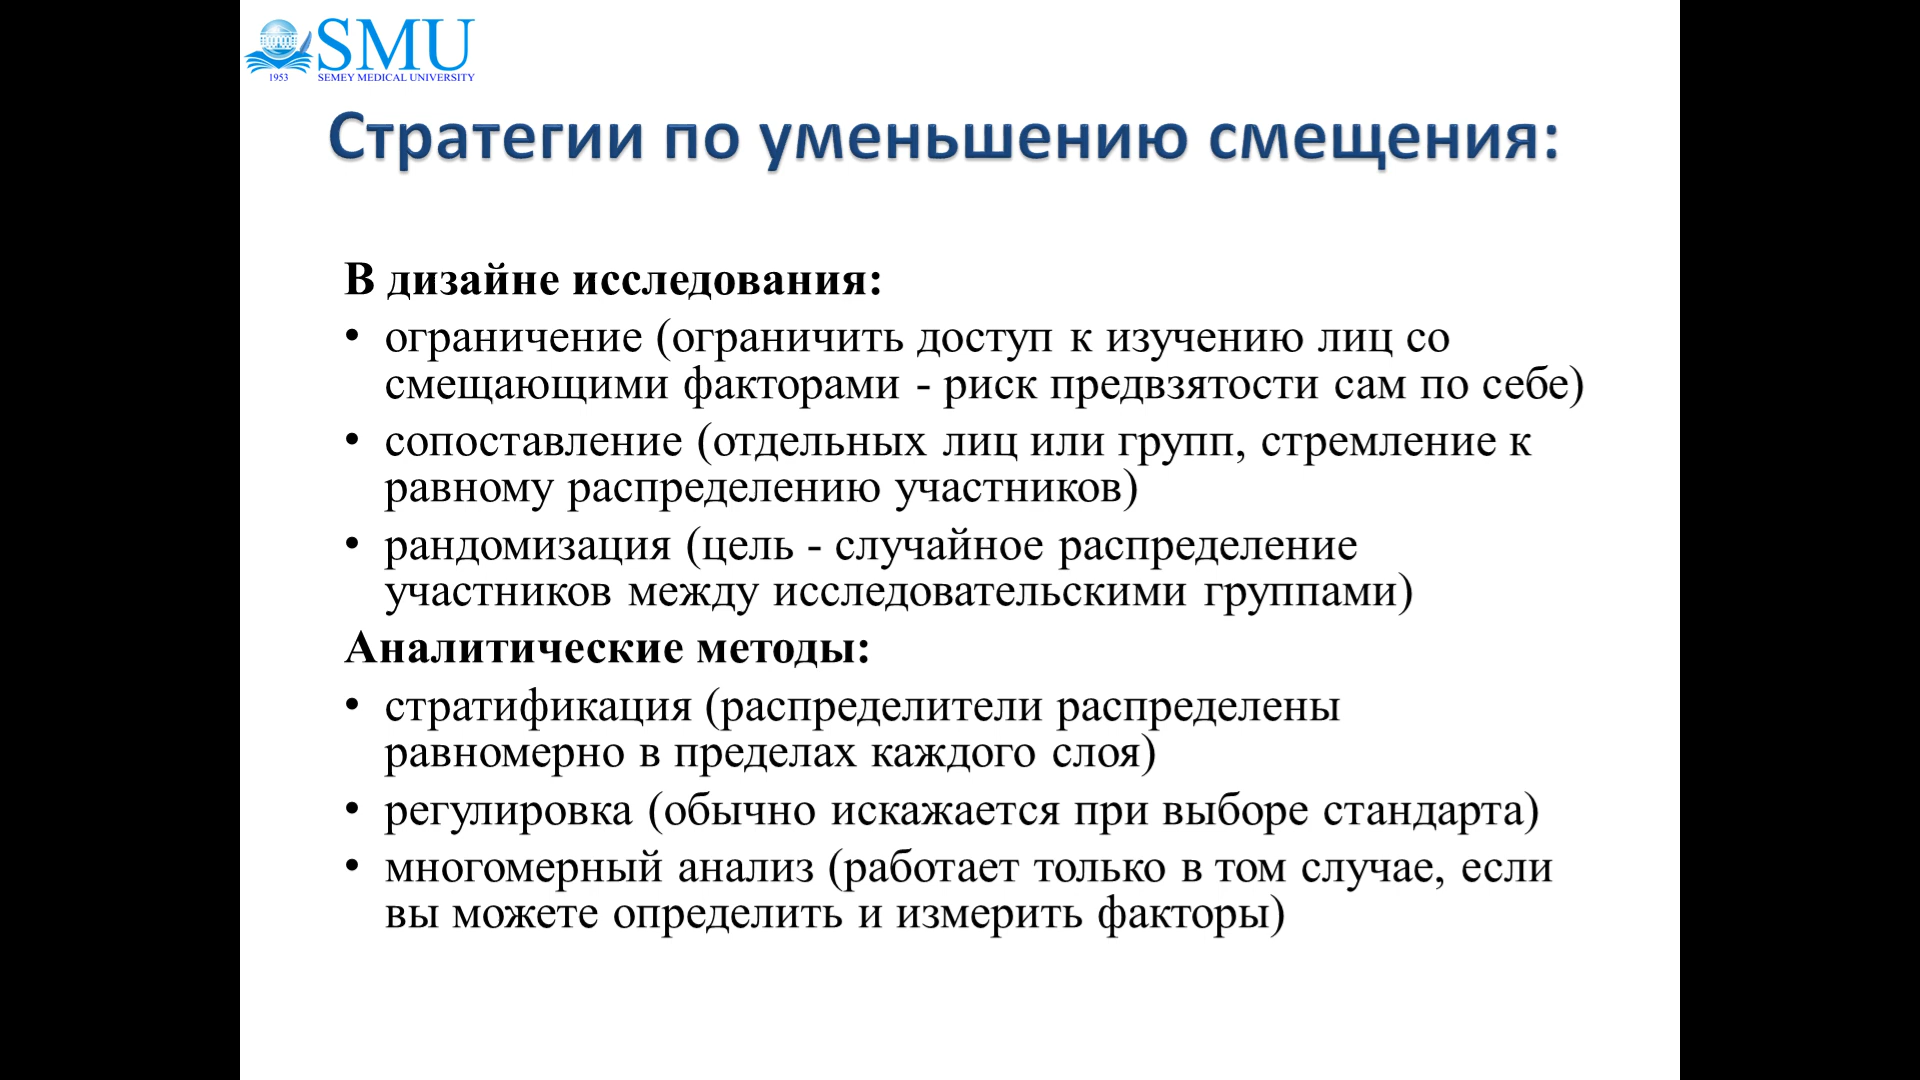 SMU
1953 SEMEY MEDICAL UNIVERSITY
Стратегии по уменьшению смещения:
В дизайне исследования:
• ограничение (ограничить доступ к изучению лиц со
смещающими факторами - риск предвзятости сам по себе)
• сопоставление (отдельных лиц или групп, стремление к
равному распределению участников)
• рандомизация (цель - случайное распределение
участников между исследовательскими группами)
Аналитические методы:
• стратификация (распределители распределены
равномерно в пределах каждого слоя)
• регулировка (обычно искажается при выборе стандарта)
• многомерный анализ (работает только в том случае, если
вы можете определить и измерить факторы)